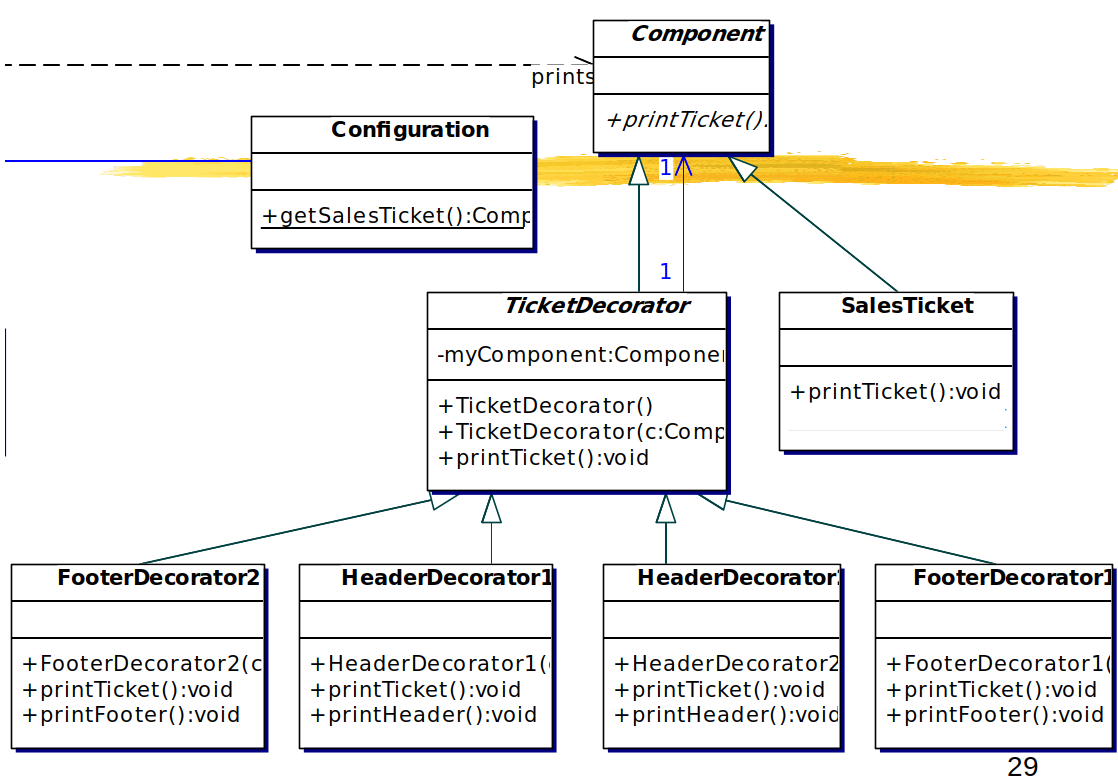 Component
prints
+printTicket().
Configuration
+getSalesTicket():Comp
1
1
TicketDecorator
-myComponent:Componen
+TicketDecorator()
+TicketDecorator(c:Comp
+printTicket():void
SalesTicket
+printTicket():void
FooterDecorator2
+FooterDecorator2(c
+printTicket():void
+printFooter():void
HeaderDecorator1
+HeaderDecorator1(
+printTicket():void
+printHeader():void
HeaderDecorator2
+HeaderDecorator2
+printTicket():void
+printHeader():void
FooterDecorator1
+FooterDecorator1(
+printTicket():void
+printFooter():void
29